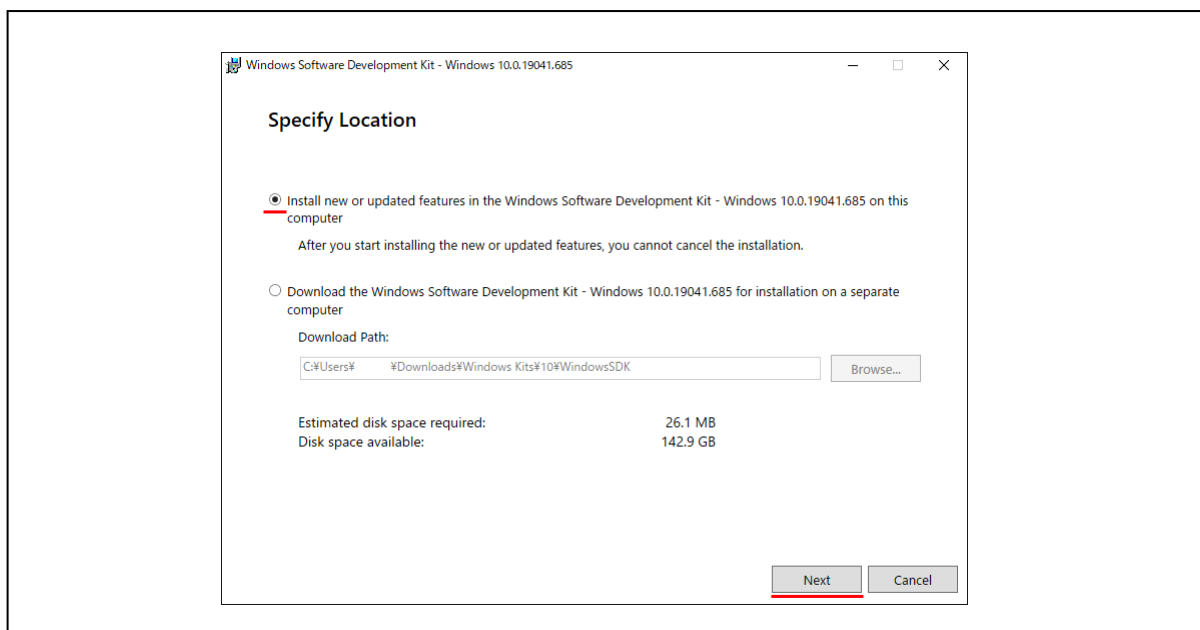 Windows Software Development Kit - Windows 10.0.19041.685
Specify Location
Install new or updated features in the Windows Software Development Kit - Windows 10.0.19041.685 on this
computer
After you start installing the new or updated features, you cannot cancel the installation.
Download the Windows Software Development Kit - Windows 10.0.19041.685 for installation on a separate
computer
Download Path:
C:¥Users¥ ¥Downloads¥Windows Kits¥10¥WindowsSDK
Browse...
Estimated disk space required: 26.1 MB
Disk space available: 142.9 GB
Next Cancel